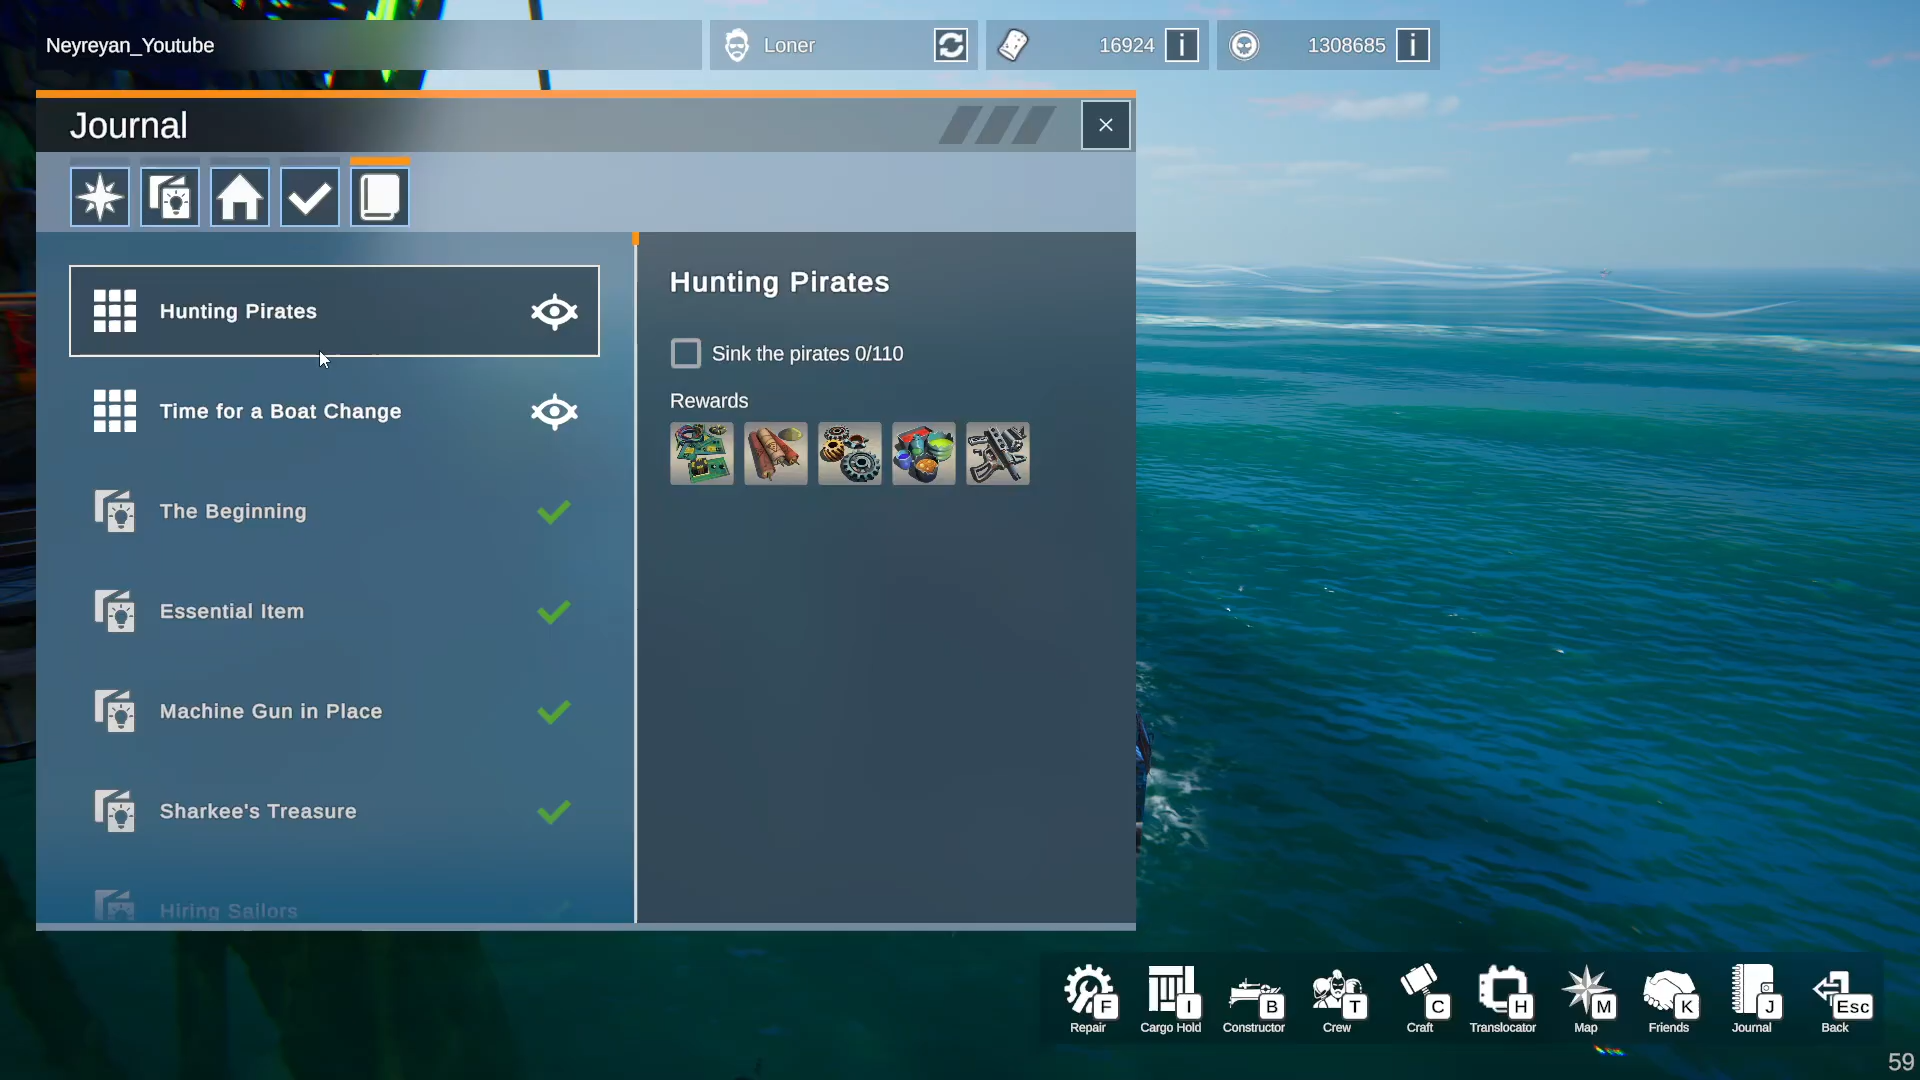 Neyreyan_Youtube
Loner
16924
i
1308685
i
Journal
Hunting Pirates
Time for a Boat Change
The Beginning
Essential Item
Machine Gun in Place
Sharkee's Treasure
Hiring Sailors
Hunting Pirates
Sink the pirates 0/110
Rewards
F
I
B
T
C
H
M
K
J
Esc
Repair
Cargo Hold
Constructor
Crew
Craft
Translocator
Map
Friends
Journal
Back
59